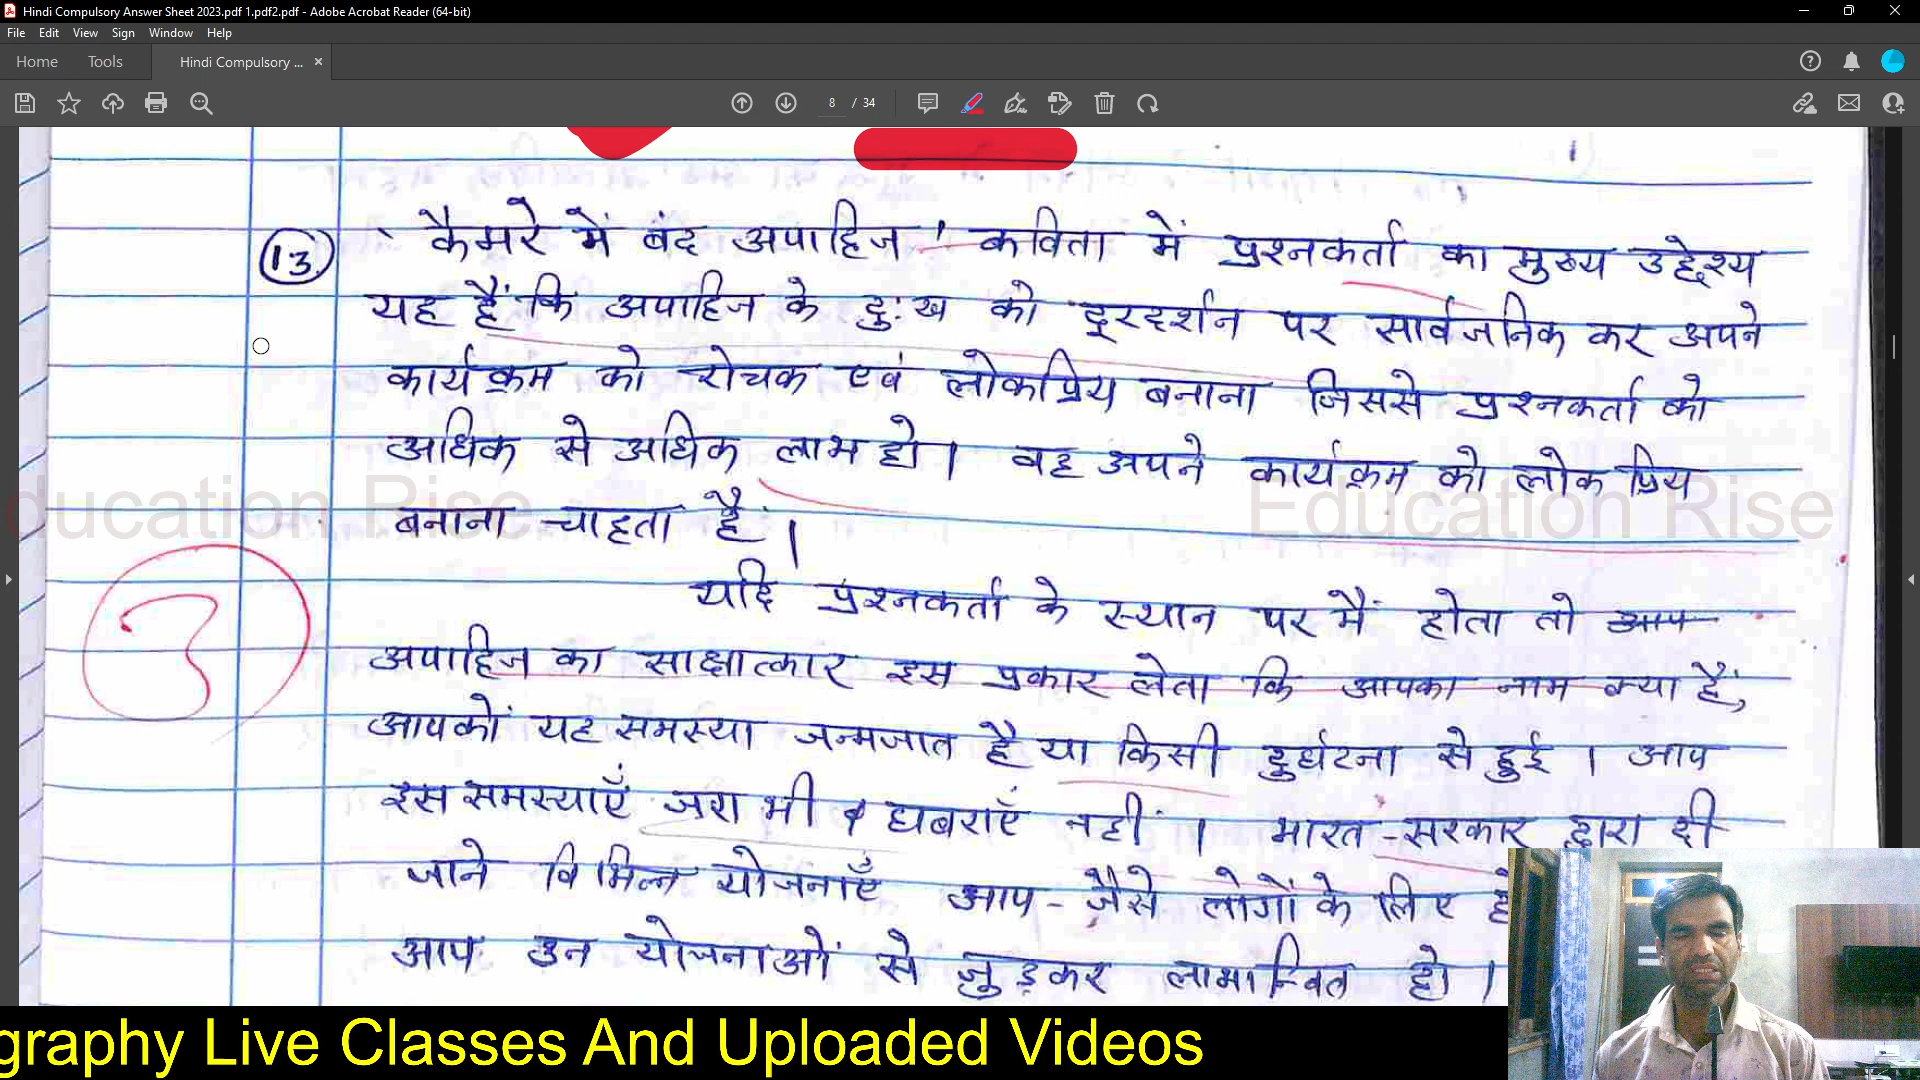 Hindi Compulsory Answer Sheet 2023.pdf 1.pdf2.pdf - Adobe Acrobat Reader (64-bit)
File Edit View Sign Window Help
Home Tools Hindi Compulsory ... ×
8 / 34
13 ` कैमरे में बंद अपाहिज ' कविता में प्रश्नकर्ता का मुख्य उद्देश्य
यह हैं कि अपाहिज के दुःख को दूरदर्शन पर सार्वजनिक कर अपने
कार्यक्रम को रोचक एवं लोकप्रिय बनाना जिससे प्रश्नकर्ता को
अधिक से अधिक लाभ हो। वह अपने कार्यक्रम को लोकप्रिय
बनाना चाहता है।
ducation Rise Education Rise
3
यदि प्रश्नकर्ता के स्थान पर मैं होता तो आप
अपाहिज का साक्षात्कार इस प्रकार लेता कि आपका नाम क्या हैं,
आपकों यह समस्या जन्मजात है या किसी दुर्घटना से हुई । आप
इस समस्याएँ जरा भी घबराएँ नहीं । भारत-सरकार द्वारा दी
जाने विभिन्न योजनाएँ आप-जैसे लोगों के लिए
आप उन योजनाओं से जुड़कर लाभान्वित हो ।
graphy Live Classes And Uploaded Videos